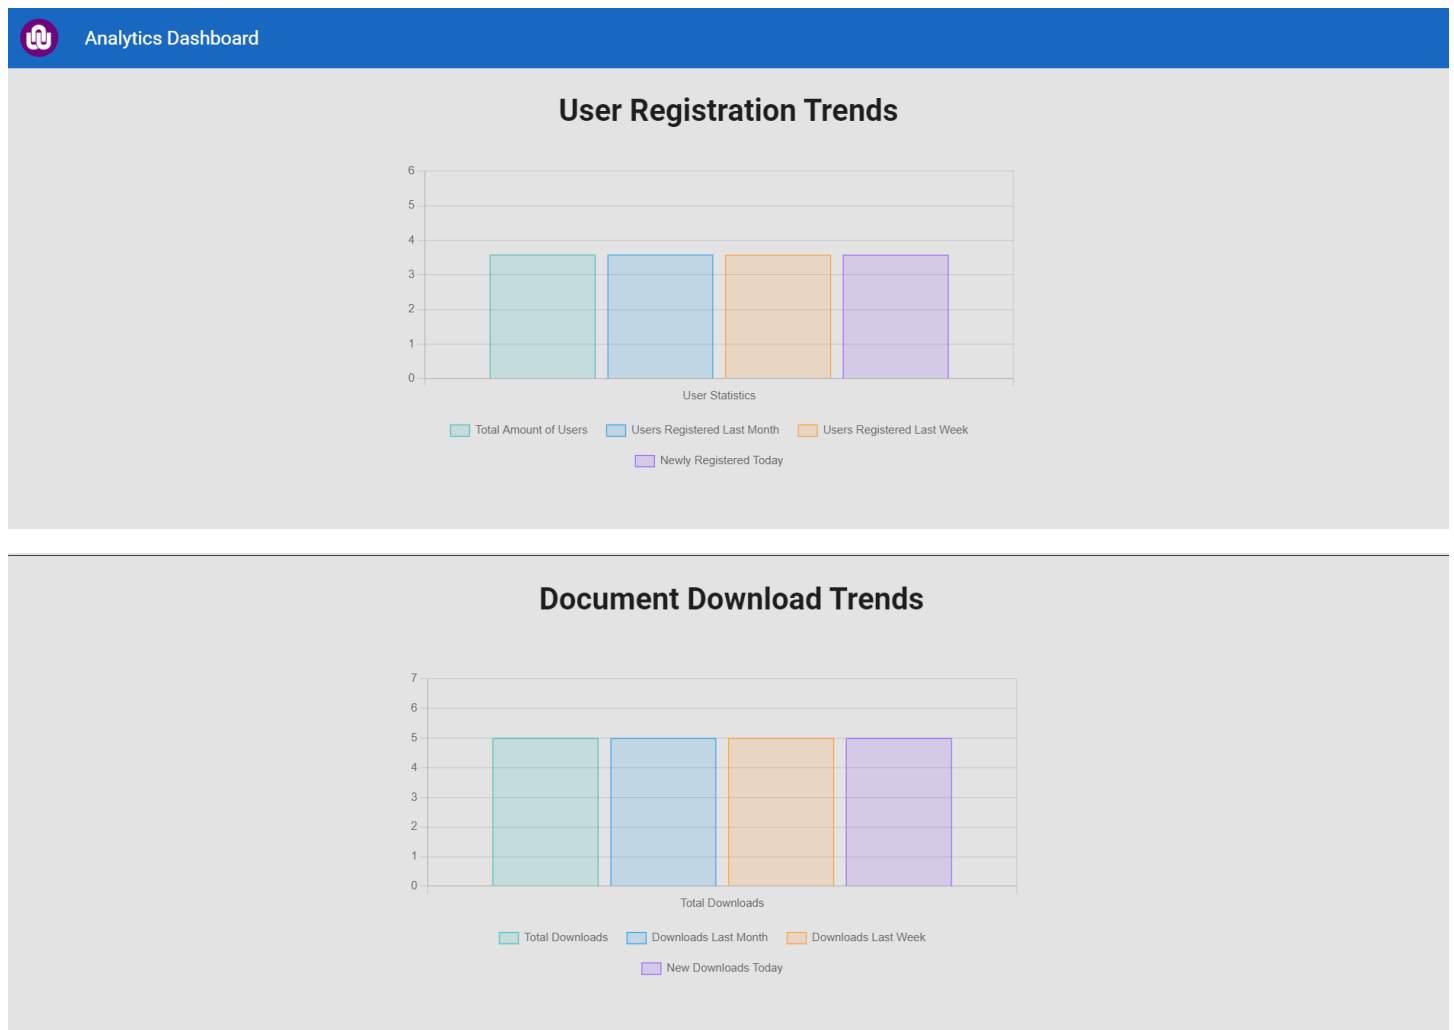 Analytics Dashboard
User Registration Trends
6
5
4
3
2
1
0
User Statistics
Total Amount of Users Users Registered Last Month Users Registered Last Week
Newly Registered Today
Document Download Trends
7
6
5
4
3
2
1
0
Total Downloads
Total Downloads Downloads Last Month Downloads Last Week
New Downloads Today